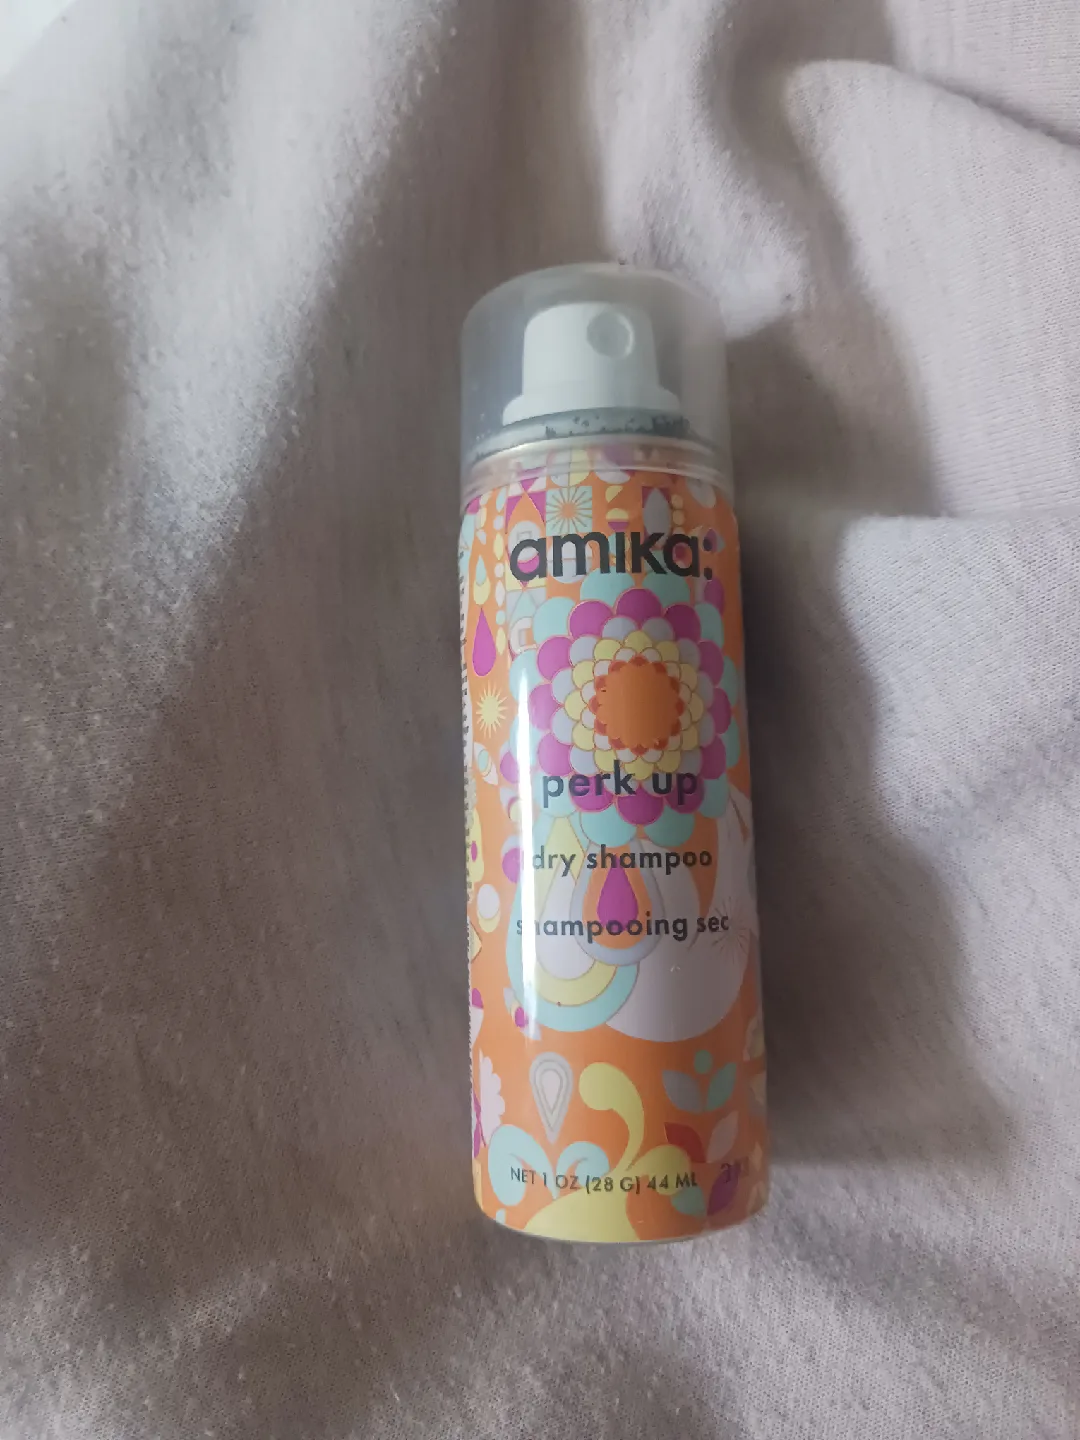 amika:
perk up
dry shampoo
shampooing sec
NET 1 OZ (28 G) 44 ML